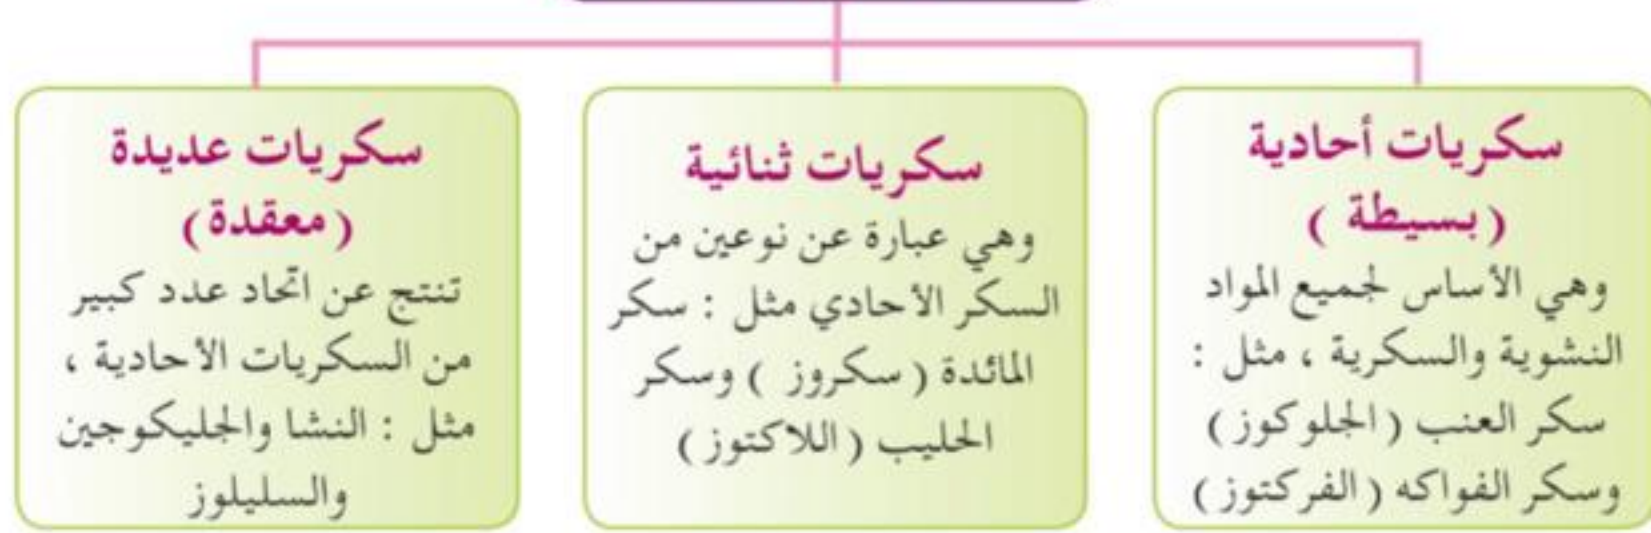 سكريات أحادية
( بسيطة )
وهي الأساس لجميع المواد
النشوية والسكرية ، مثل :
سكر العنب ( الجلوكوز )
وسكر الفواكه ( الفركتوز )
سكريات ثنائية
وهي عبارة عن نوعين من
السكر الأحادي مثل : سكر
المائدة ( سكروز ) وسكر
الحليب ( اللاكتوز )
سكريات عديدة
( معقدة )
تنتج عن اتحاد عدد كبير
من السكريات الأحادية ،
مثل : النشا والجليكوجين
والسليلوز